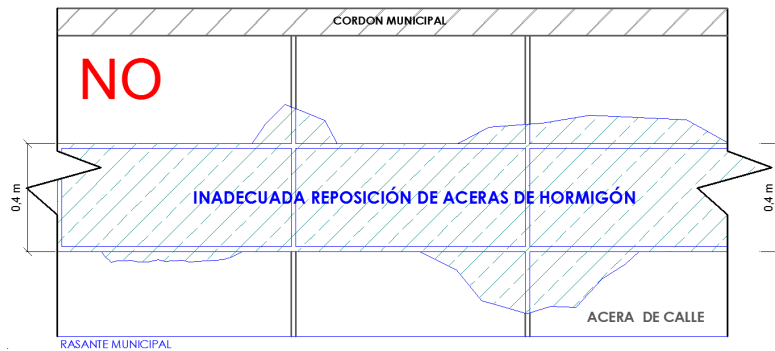 CORDON MUNICIPAL
NO
0,4 m
INADECUADA REPOSICIÓN DE ACERAS DE HORMIGÓN
0,4 m
ACERA DE CALLE
RASANTE MUNICIPAL